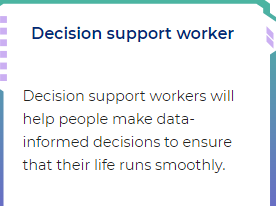 Decision support worker
Decision support workers will
help people make data-
informed decisions to ensure
that their life runs smoothly.